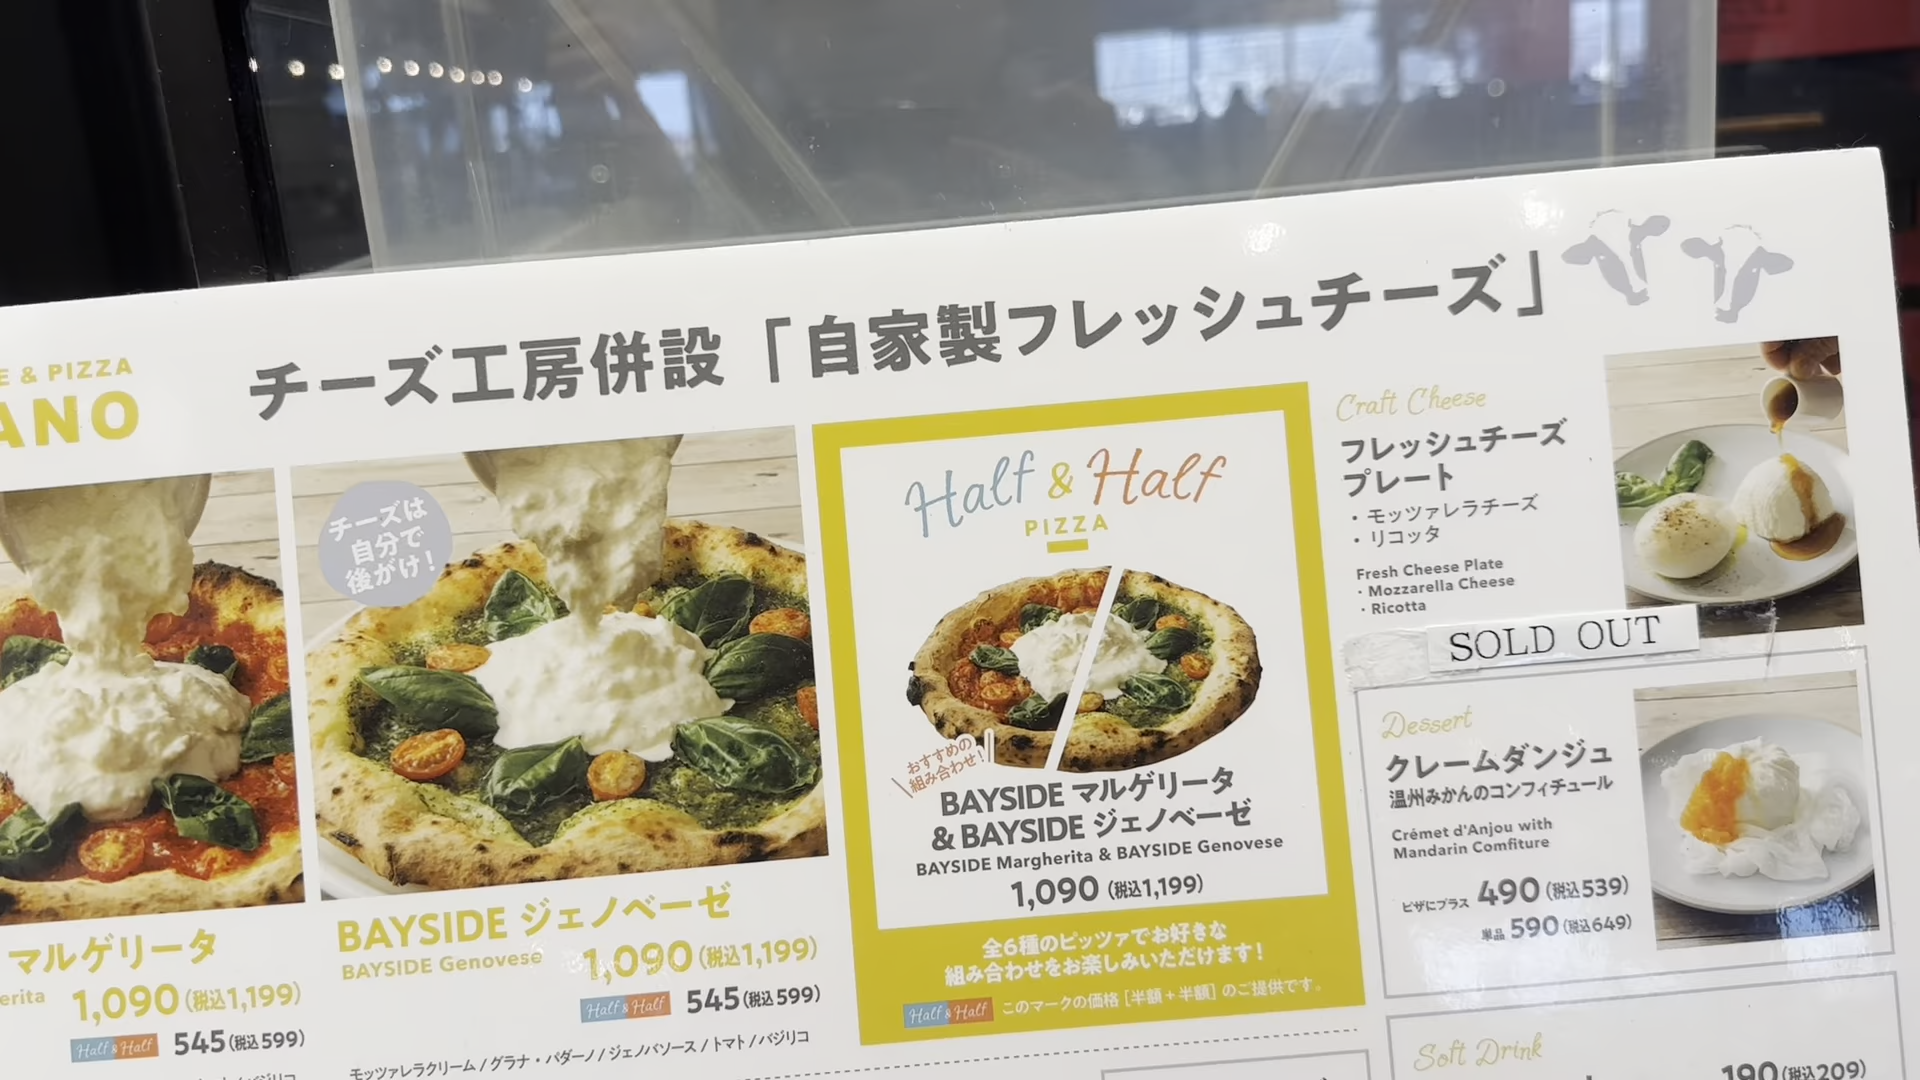 E & PIZZA
ANO
チーズ工房併設「自家製フレッシュチーズ」
チーズは
自分で
後がけ!
マルゲリータ
erita
1,090(税込1,199)
Half & Half 545(税込599)
BAYSIDE ジェノベーゼ
BAYSIDE Genovese 1,090(税込1,199)
Half & Half 545(税込599)
モッツァレラクリーム / グラナ・パダーノ / ジェノバソース / トマト / バジリコ
Half & Half
PIZZA
おすすめの
組み合わせ!
BAYSIDE マルゲリータ
& BAYSIDE ジェノベーゼ
BAYSIDE Margherita & BAYSIDE Genovese
1,090 (税込1,199)
全6種のピッツァでお好きな
組み合わせをお楽しみいただけます!
Half & Half このマークの価格 [半額+半額] のご提供です。
Craft Cheese
フレッシュチーズ
プレート
・モッツァレラチーズ
・リコッタ
Fresh Cheese Plate
・Mozzarella Cheese
・Ricotta
SOLD OUT
Dessert
クレームダンジュ
温州みかんのコンフィチュール
Crémet d'Anjou with
Mandarin Comfiture
ピザにプラス 490 (税込539)
単品 590 (税込649)
Soft Drink
190(税込209)